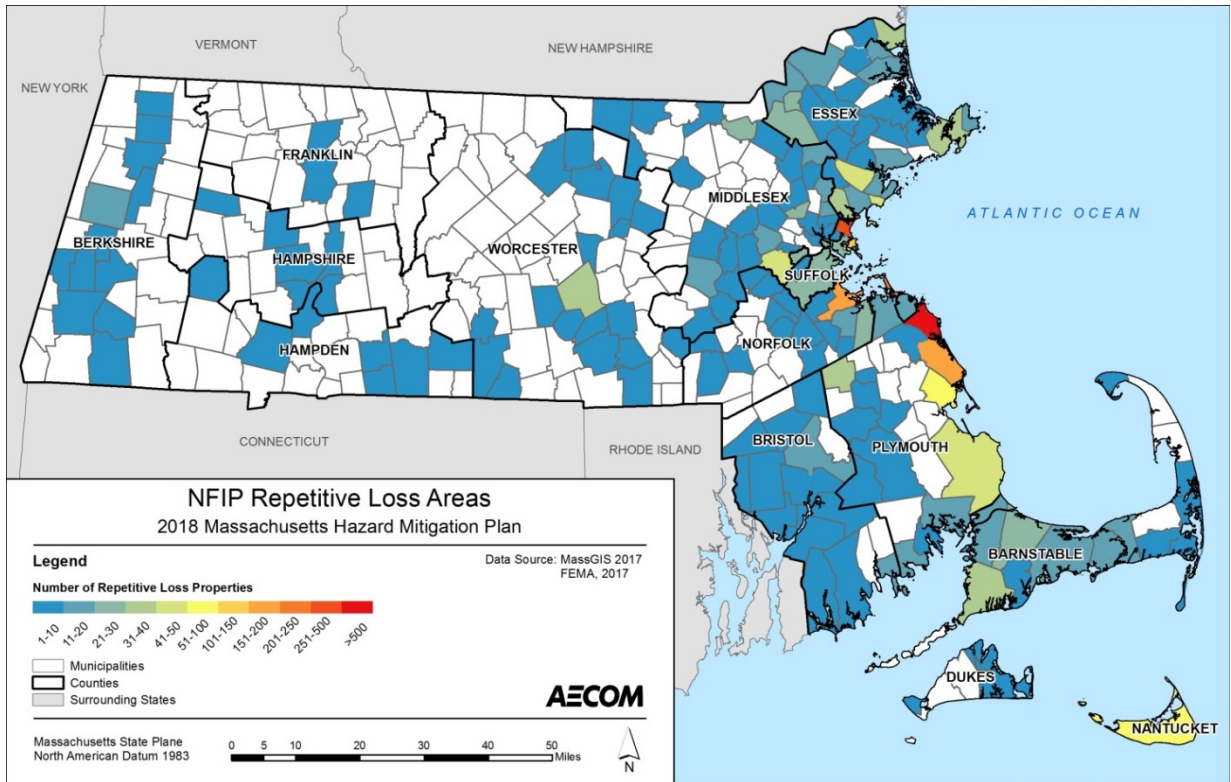 VERMONT
NEW HAMPSHIRE
NEW YORK
ESSEX
FRANKLIN
MIDDLESEX
ATLANTIC OCEAN
BERKSHIRE
HAMPSHIRE
WORCESTER
SUFFOLK
HAMPDEN
NORFOLK
CONNECTICUT
RHODE ISLAND
BRISTOL
PLYMOUTH
BARNSTABLE
DUKES
NANTUCKET
NFIP Repetitive Loss Areas
2018 Massachusetts Hazard Mitigation Plan
Legend
Data Source: MassGIS 2017
FEMA, 2017
Number of Repetitive Loss Properties
1-10 11-20 21-30 31-40 41-50 51-100 101-150 151-200 201-250 251-500 >500
Municipalities
Counties
Surrounding States
AECOM
Massachusetts State Plane
North American Datum 1983
0 5 10 20 30 40 50 Miles
N